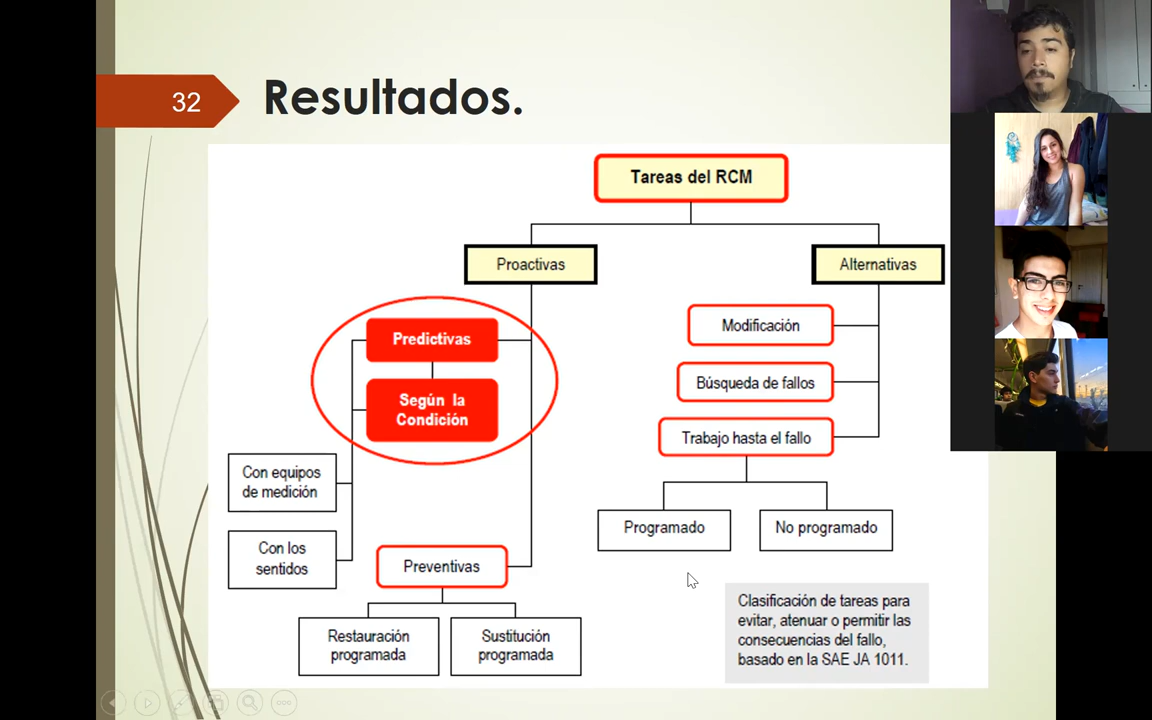 32
Resultados.
Tareas del RCM
Proactivas
Alternativas
Predictivas
Según la
Condición
Con equipos
de medición
Con los
sentidos
Preventivas
Restauración
programada
Sustitución
programada
Modificación
Búsqueda de fallos
Trabajo hasta el fallo
Programado
No programado
Clasificación de tareas para
evitar, atenuar o permitir las
consecuencias del fallo,
basado en la SAE JA 1011.